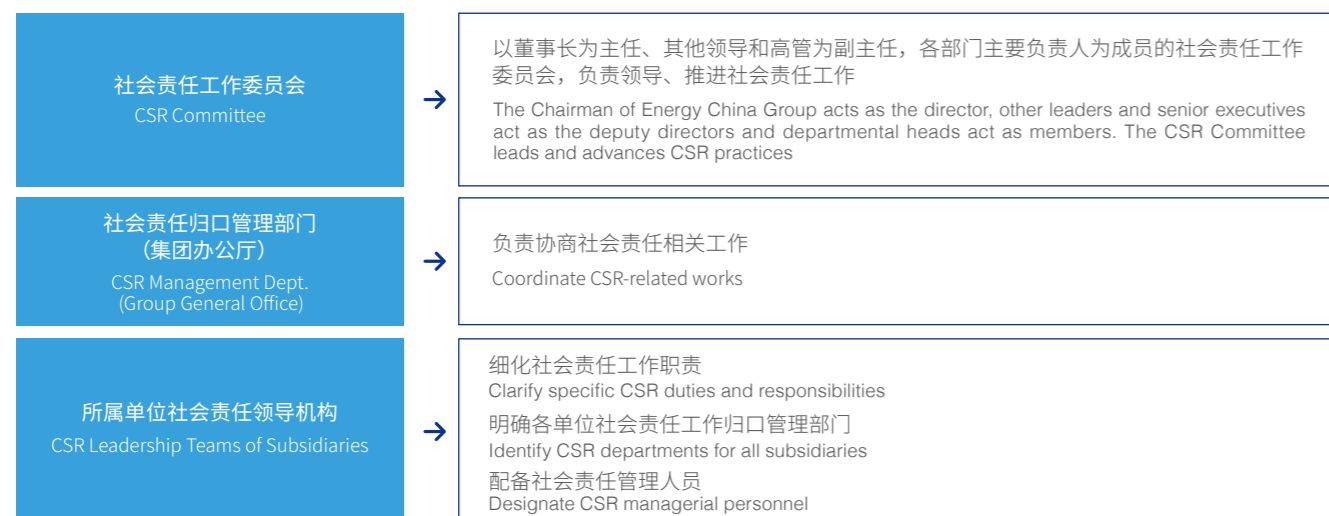 社会责任工作委员会
CSR Committee
以董事长为主任、其他领导和高管为副主任，各部门主要负责人为成员的社会责任工作
委员会，负责领导、推进社会责任工作
The Chairman of Energy China Group acts as the director, other leaders and senior executives
act as the deputy directors and departmental heads act as members. The CSR Committee
leads and advances CSR practices
社会责任归口管理部门
（集团办公厅）
CSR Management Dept.
(Group General Office)
负责协商社会责任相关工作
Coordinate CSR-related works
所属单位社会责任领导机构
CSR Leadership Teams of Subsidiaries
细化社会责任工作职责
Clarify specific CSR duties and responsibilities
明确各单位社会责任工作归口管理部门
Identify CSR departments for all subsidiaries
配备社会责任管理人员
Designate CSR managerial personnel